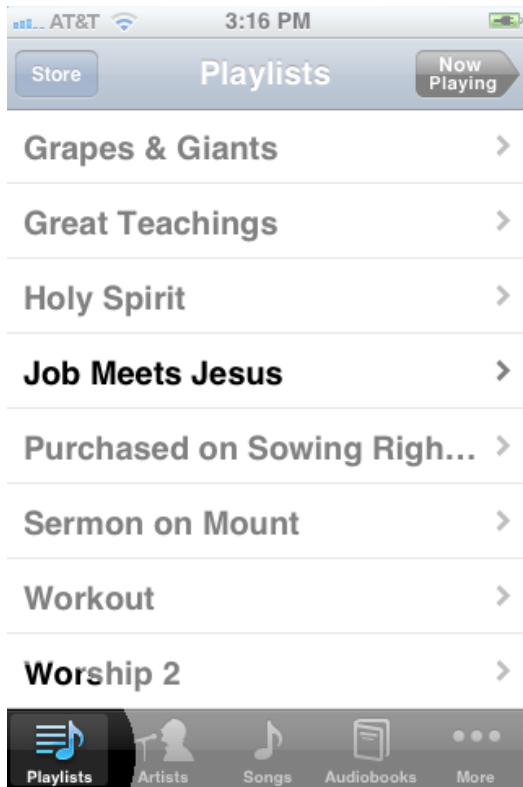 AT&T 3:16 PM
Store Playlists Now Playing
Grapes & Giants
Great Teachings
Holy Spirit
Job Meets Jesus
Purchased on Sowing Righ...
Sermon on Mount
Workout
Worship 2
Playlists Artists Songs Audiobooks More